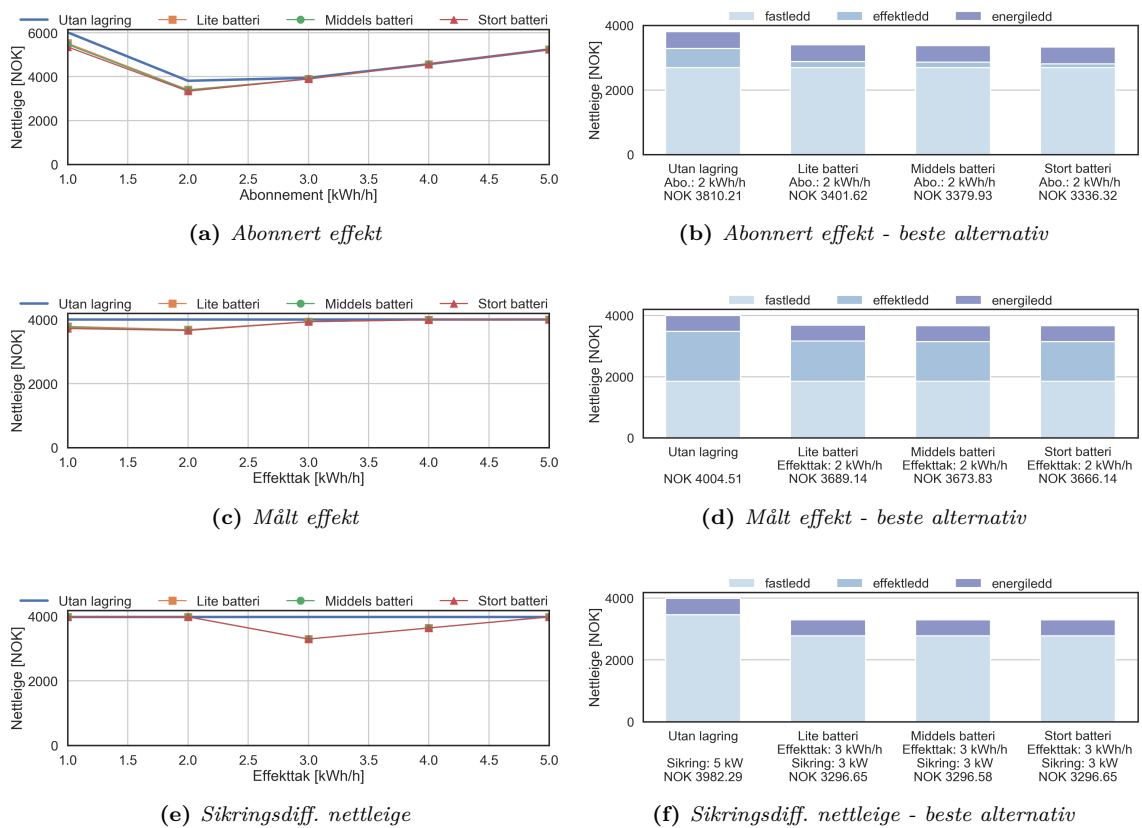 Utan lagring Lite batteri Middels batteri Stort batteri
6000
4000
2000
0
Nettleige [NOK]
1.0 1.5 2.0 2.5 3.0 3.5 4.0 4.5 5.0
Abonnement [kWh/h]
(a) Abonnert effekt
fastledd effektledd energiledd
4000
2000
0
Nettleige [NOK]
Utan lagring Lite batteri Middels batteri Stort batteri
Abo.: 2 kWh/h Abo.: 2 kWh/h Abo.: 2 kWh/h Abo.: 2 kWh/h
NOK 3810.21 NOK 3401.62 NOK 3379.93 NOK 3336.32
(b) Abonnert effekt - beste alternativ
Utan lagring Lite batteri Middels batteri Stort batteri
4000
2000
0
Nettleige [NOK]
1.0 1.5 2.0 2.5 3.0 3.5 4.0 4.5 5.0
Effekttak [kWh/h]
(c) Målt effekt
fastledd effektledd energiledd
4000
2000
0
Nettleige [NOK]
Utan lagring Lite batteri Middels batteri Stort batteri
Effekttak: 2 kWh/h Effekttak: 2 kWh/h Effekttak: 2 kWh/h
NOK 4004.51 NOK 3689.14 NOK 3673.83 NOK 3666.14
(d) Målt effekt - beste alternativ
Utan lagring Lite batteri Middels batteri Stort batteri
4000
2000
0
Nettleige [NOK]
1.0 1.5 2.0 2.5 3.0 3.5 4.0 4.5 5.0
Effekttak [kWh/h]
(e) Sikringsdiff. nettleige
fastledd effektledd energiledd
4000
2000
0
Nettleige [NOK]
Utan lagring Lite batteri Middels batteri Stort batteri
Effekttak: 3 kWh/h Effekttak: 3 kWh/h Effekttak: 3 kWh/h
Sikring: 5 kW Sikring: 3 kW Sikring: 3 kW Sikring: 3 kW
NOK 3982.29 NOK 3296.65 NOK 3296.58 NOK 3296.65
(f) Sikringsdiff. nettleige - beste alternativ